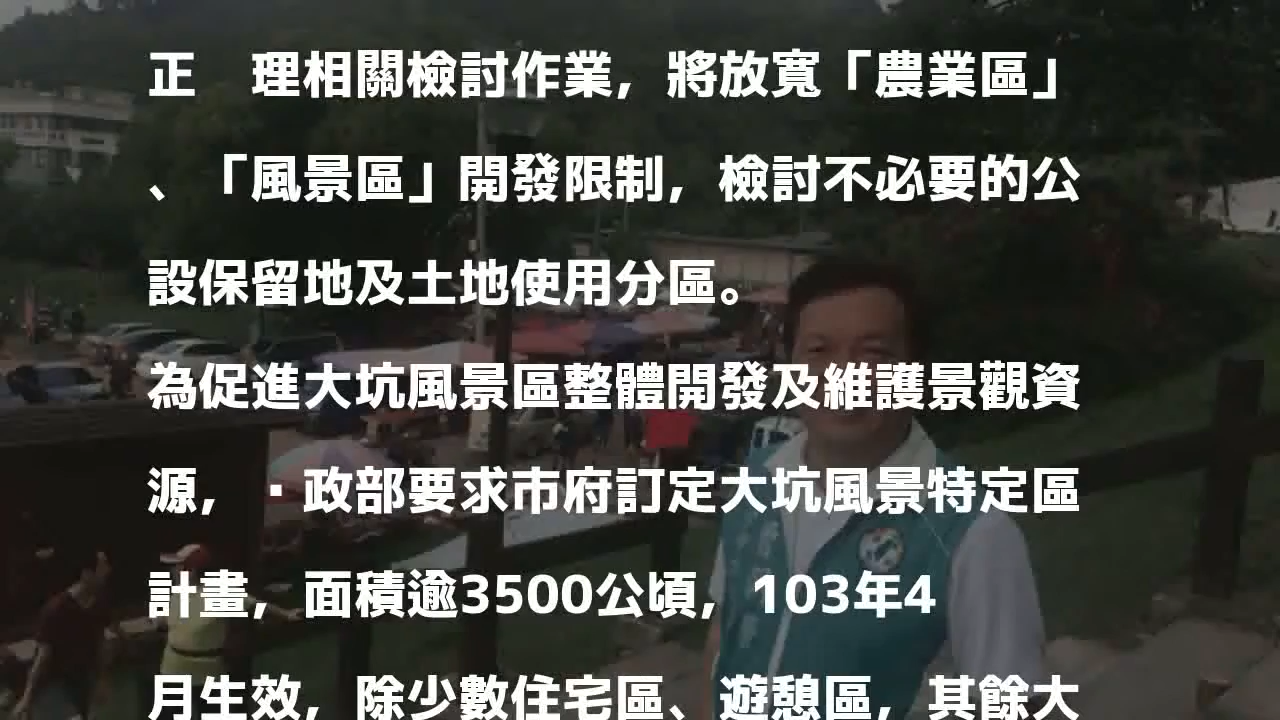 正　理相關檢討作業，將放寬「農業區」
、「風景區」開發限制，檢討不必要的公
設保留地及土地使用分區。
為促進大坑風景區整體開發及維護景觀資
源，▪政部要求市府訂定大坑風景特定區
計畫，面積逾3500公頃，103年4
月生效，除少數住宅區、遊憩區，其餘大